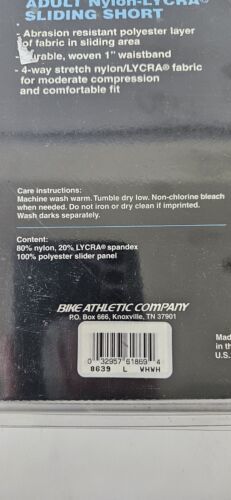 ADULT Nylon-LYCRA®
SLIDING SHORT
- Abrasion resistant polyester layer
of fabric in sliding area
durable, woven 1" waistband
- 4-way stretch nylon/LYCRA® fabric
for moderate compression
and comfortable fit
Care instructions:
Machine wash warm. Tumble dry low. Non-chlorine bleach
when needed. Do not iron or dry clean if imprinted.
Wash darks separately.
Content:
80% nylon, 20% LYCRA® spandex
100% polyester slider panel
BIKE ATHLETIC COMPANY
P.O. Box 666, Knoxville, TN 37901
0 32957 61869 4
8639 L WHWH
Mad
in th
U.S.